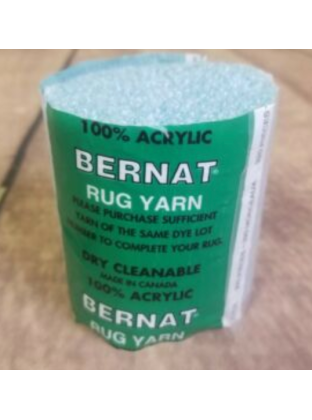 100% ACRYLIC
BERNAT
RUG YARN
PLEASE PURCHASE SUFFICIENT
YARN OF THE SAME DYE LOT
NUMBER TO COMPLETE YOUR RUG.
DRY CLEANABLE
MADE IN CANADA
100% ACRYLIC
BERNAT
RUG YARN